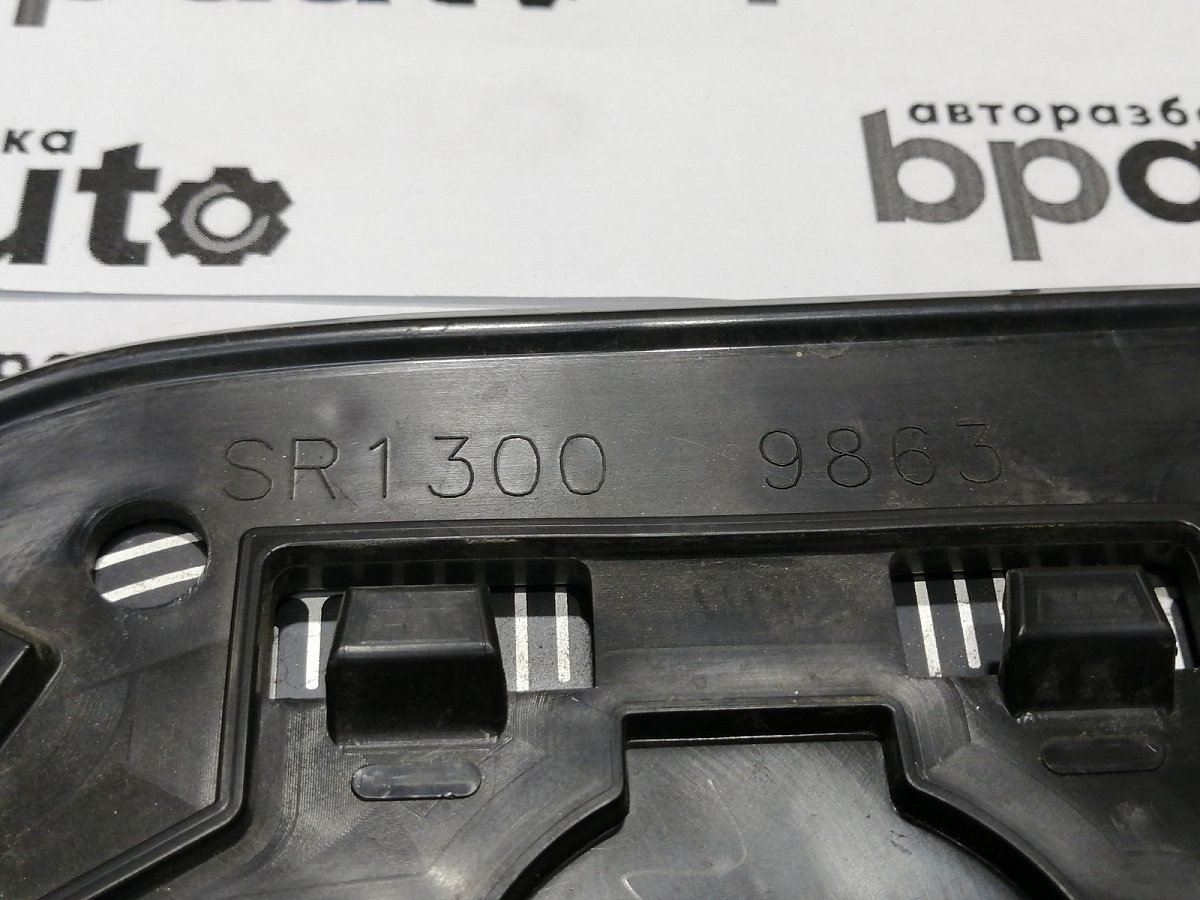 ка
uto
авторазбо
bpa
SR1300 9863